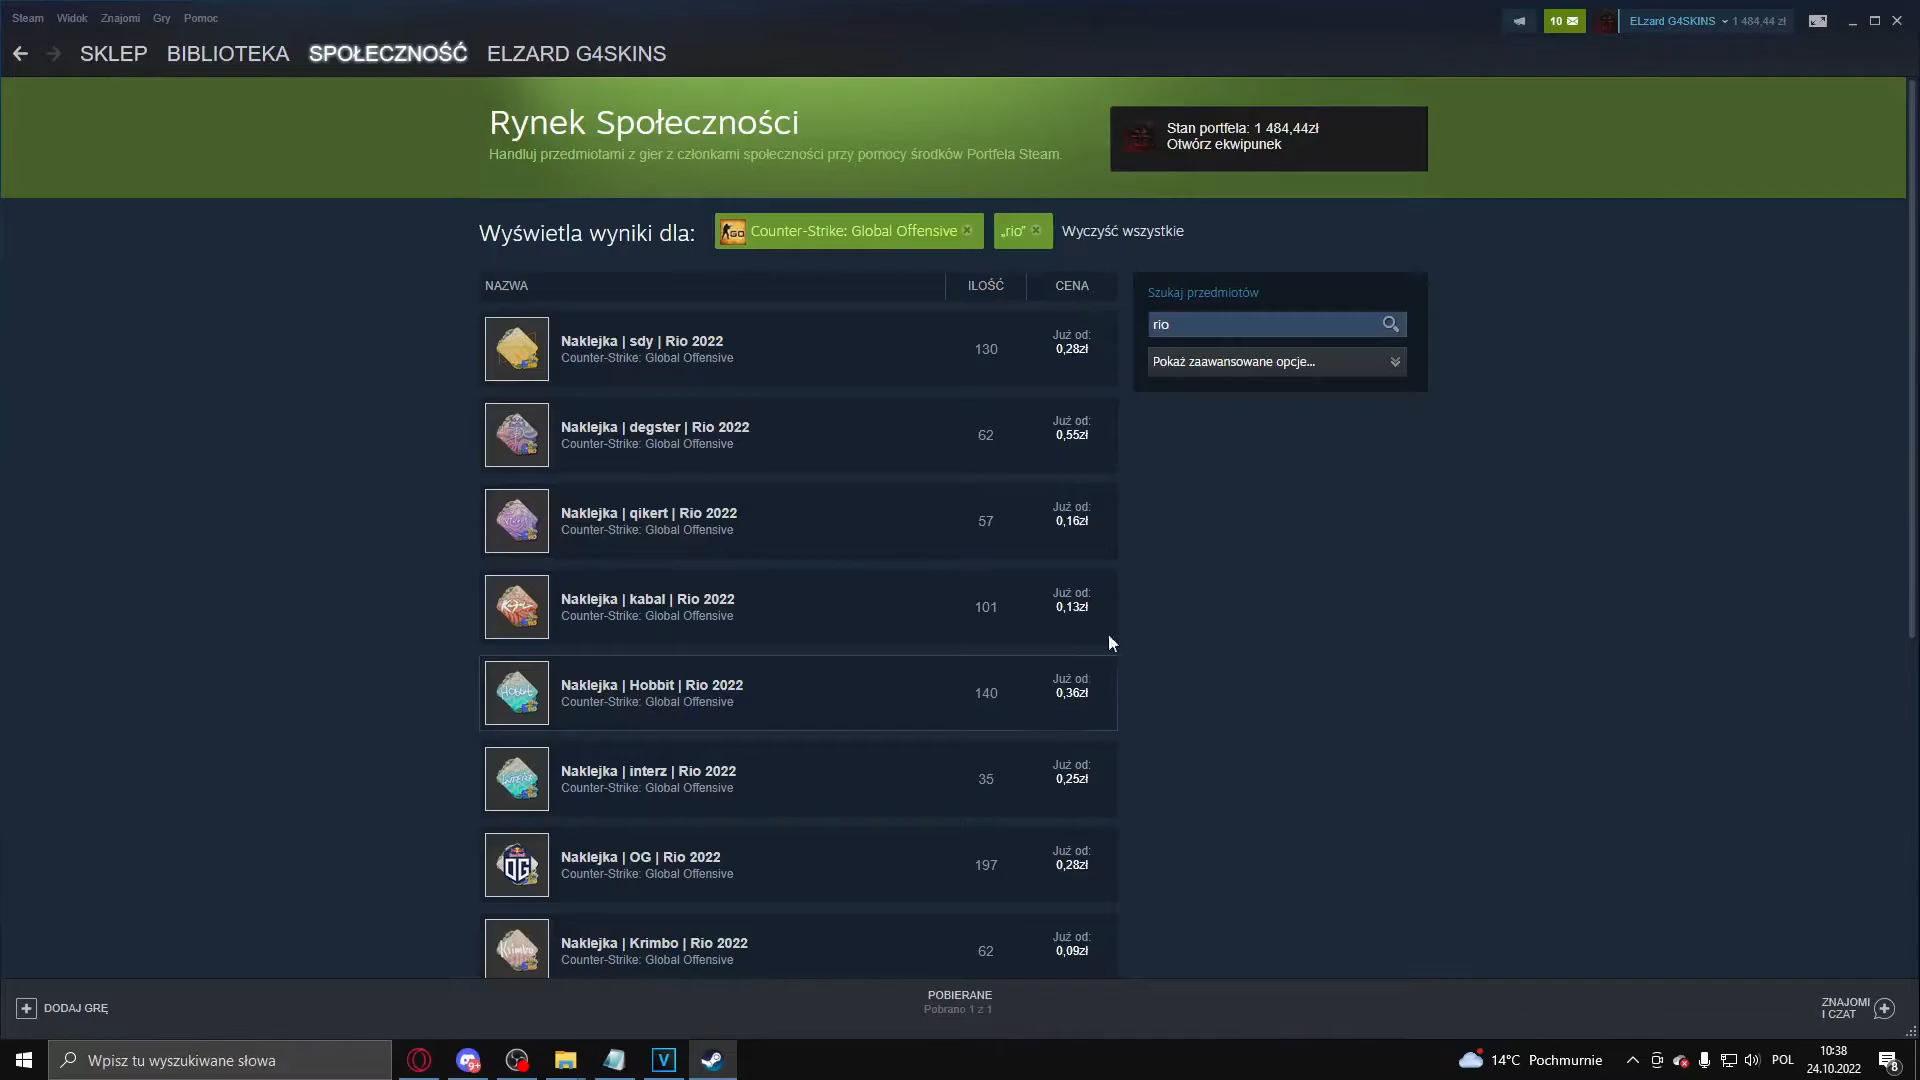 Steam Widok Znajomi Gry Pomoc
10
ELzard G4SKINS 1 484,44 zł
SKLEP BIBLIOTEKA SPOŁECZNOŚĆ ELZARD G4SKINS
Rynek Społeczności
Handluj przedmiotami z gier z członkami społeczności przy pomocy środków Portfela Steam.
Stan portfela: 1 484,44zł
Otwórz ekwipunek
Wyświetla wyniki dla:
GO
Counter-Strike: Global Offensive
„rio”
Wyczyść wszystkie
NAZWA ILOŚĆ CENA
Naklejka | sdy | Rio 2022
Counter-Strike: Global Offensive
130
Już od:
0,28zł
Naklejka | degster | Rio 2022
Counter-Strike: Global Offensive
62
Już od:
0,55zł
Naklejka | qikert | Rio 2022
Counter-Strike: Global Offensive
57
Już od:
0,16zł
Naklejka | kabal | Rio 2022
Counter-Strike: Global Offensive
101
Już od:
0,13zł
Hobbit
Naklejka | Hobbit | Rio 2022
Counter-Strike: Global Offensive
140
Już od:
0,36zł
Naklejka | interz | Rio 2022
Counter-Strike: Global Offensive
35
Już od:
0,25zł
OG
Naklejka | OG | Rio 2022
Counter-Strike: Global Offensive
197
Już od:
0,28zł
Krimbo
Naklejka | Krimbo | Rio 2022
Counter-Strike: Global Offensive
62
Już od:
0,09zł
Szukaj przedmiotów
rio
Pokaż zaawansowane opcje...
DODAJ GRĘ
POBIERANE
Pobrano 1 z 1
ZNAJOMI
I CZAT
Wpisz tu wyszukiwane słowa
9+
V
14°C Pochmurnie
POL
10:38
24.10.2022
8